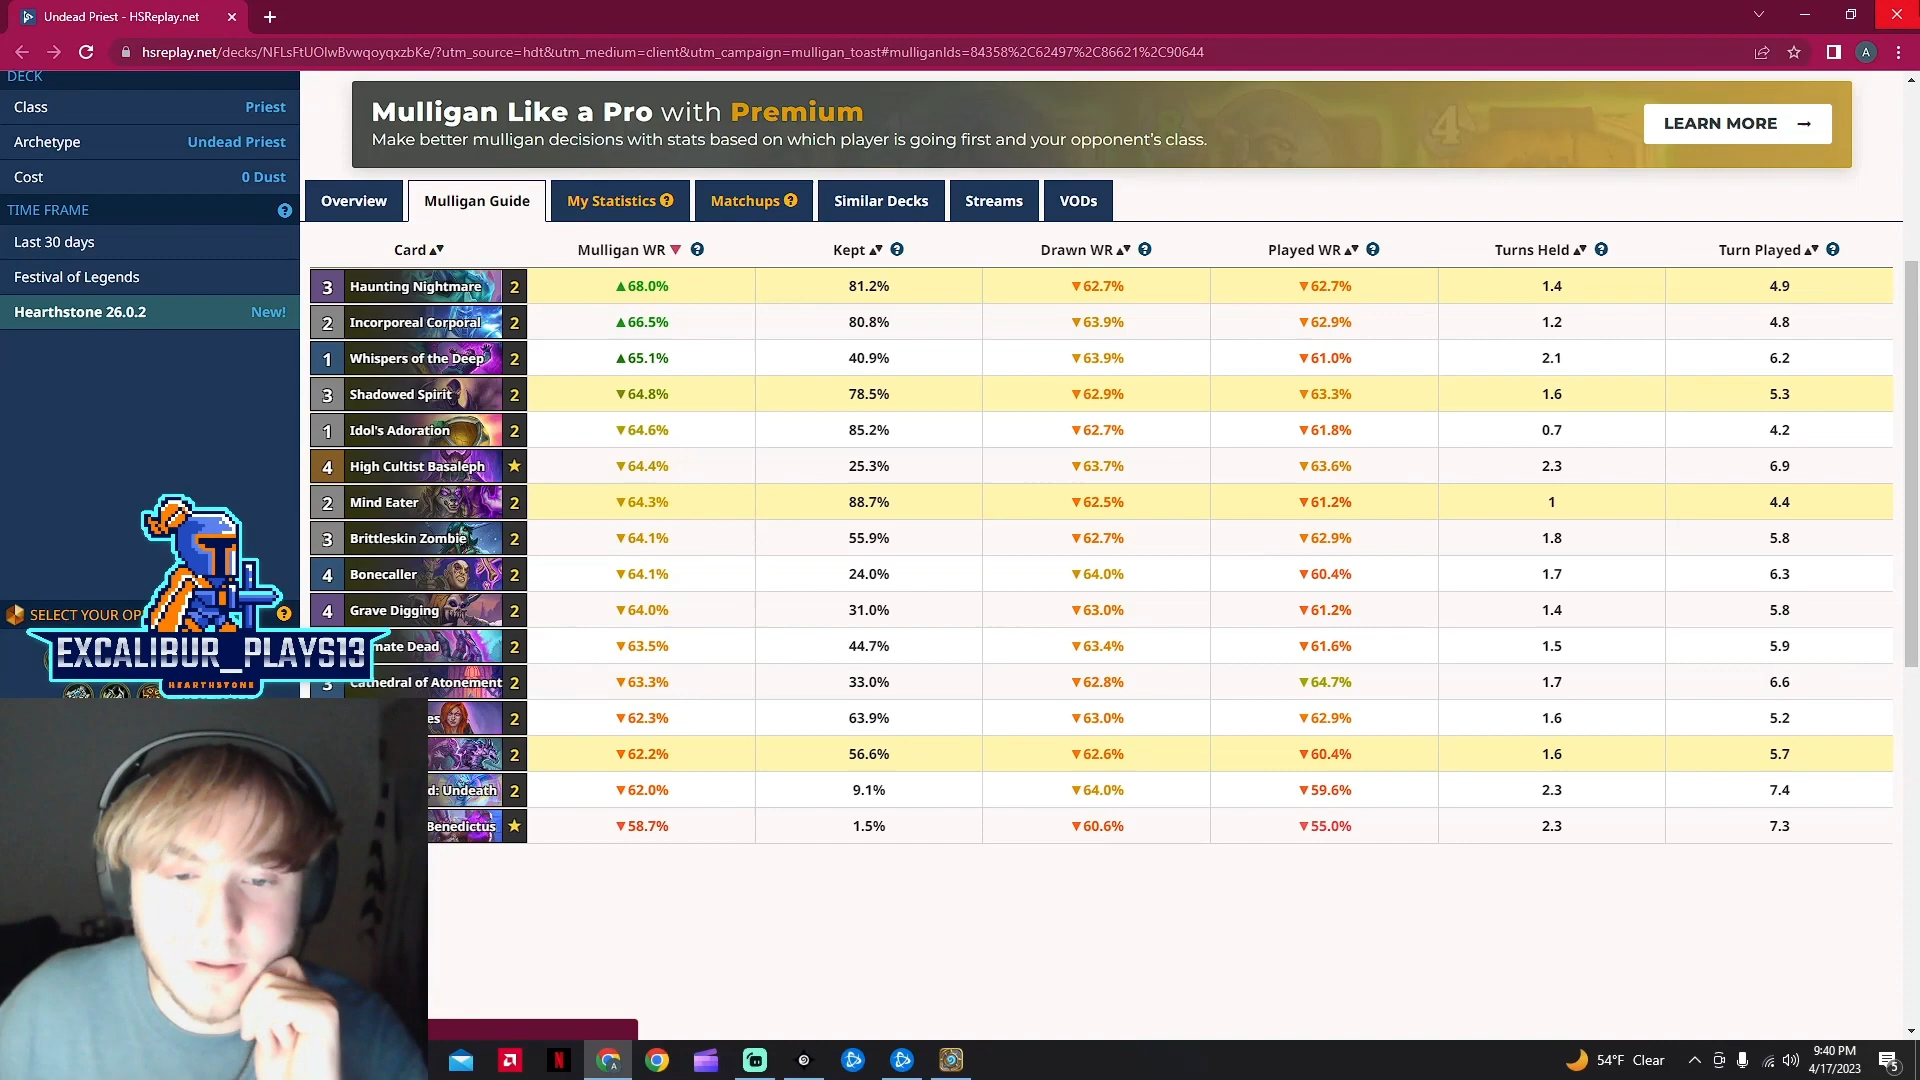 Undead Priest - HSReplay.net
hsreplay.net/decks/NFLsFtUOlwBvwqoyqxzbKe/?utm_source=hdt&utm_medium=client&utm_campaign=mulligan_toast#mulliganIds=84358%2C62497%2C86621%2C90644
A
DECK
Class Priest
Archetype Undead Priest
Cost 0 Dust
TIME FRAME
Last 30 days
Festival of Legends
Hearthstone 26.0.2 New!
SELECT YOUR OP
EXCALIBUR_PLAYS13
HEARTHSTONE
Mulligan Like a Pro with Premium
Make better mulligan decisions with stats based on which player is going first and your opponent's class.
LEARN MORE →
Overview Mulligan Guide My Statistics Matchups Similar Decks Streams VODs
Card Mulligan WR Kept Drawn WR Played WR Turns Held Turn Played
3 Haunting Nightmare 2 ▲68.0% 81.2% ▼62.7% ▼62.7% 1.4 4.9
2 Incorporeal Corporal 2 ▲66.5% 80.8% ▼63.9% ▼62.9% 1.2 4.8
1 Whispers of the Deep 2 ▲65.1% 40.9% ▼63.9% ▼61.0% 2.1 6.2
3 Shadowed Spirit 2 ▼64.8% 78.5% ▼62.9% ▼63.3% 1.6 5.3
1 Idol's Adoration 2 ▼64.6% 85.2% ▼62.7% ▼61.8% 0.7 4.2
4 High Cultist Basaleph ★ ▼64.4% 25.3% ▼63.7% ▼63.6% 2.3 6.9
2 Mind Eater 2 ▼64.3% 88.7% ▼62.5% ▼61.2% 1 4.4
3 Brittleskin Zombie 2 ▼64.1% 55.9% ▼62.7% ▼62.9% 1.8 5.8
4 Bonecaller 2 ▼64.1% 24.0% ▼64.0% ▼60.4% 1.7 6.3
4 Grave Digging 2 ▼64.0% 31.0% ▼63.0% ▼61.2% 1.4 5.8
mate Dead 2 ▼63.5% 44.7% ▼63.4% ▼61.6% 1.5 5.9
3 Cathedral of Atonement 2 ▼63.3% 33.0% ▼62.8% ▼64.7% 1.7 6.6
es 2 ▼62.3% 63.9% ▼63.0% ▼62.9% 1.6 5.2
2 ▼62.2% 56.6% ▼62.6% ▼60.4% 1.6 5.7
d: Undeath 2 ▼62.0% 9.1% ▼64.0% ▼59.6% 2.3 7.4
Benedictus ★ ▼58.7% 1.5% ▼60.6% ▼55.0% 2.3 7.3
54°F Clear
9:40 PM
4/17/2023
5